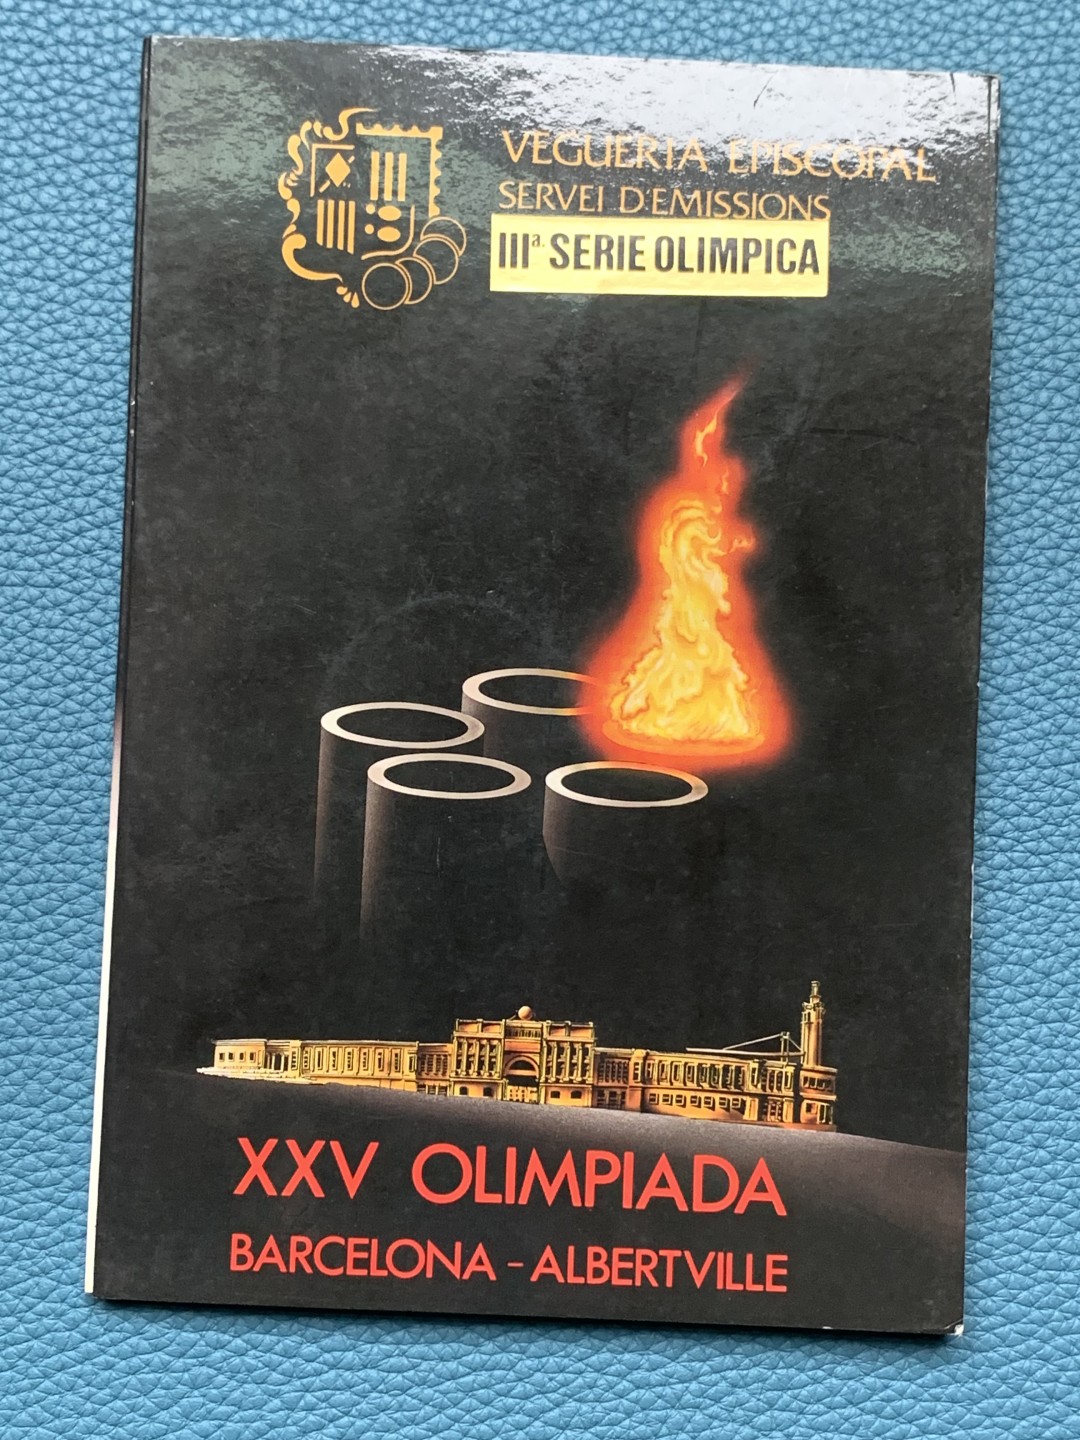 VEGUERIA EPISCOPAL
SERVEI D'EMISSIONS
IIIª. SERIE OLIMPICA
XXV OLIMPIADA
BARCELONA - ALBERTVILLE